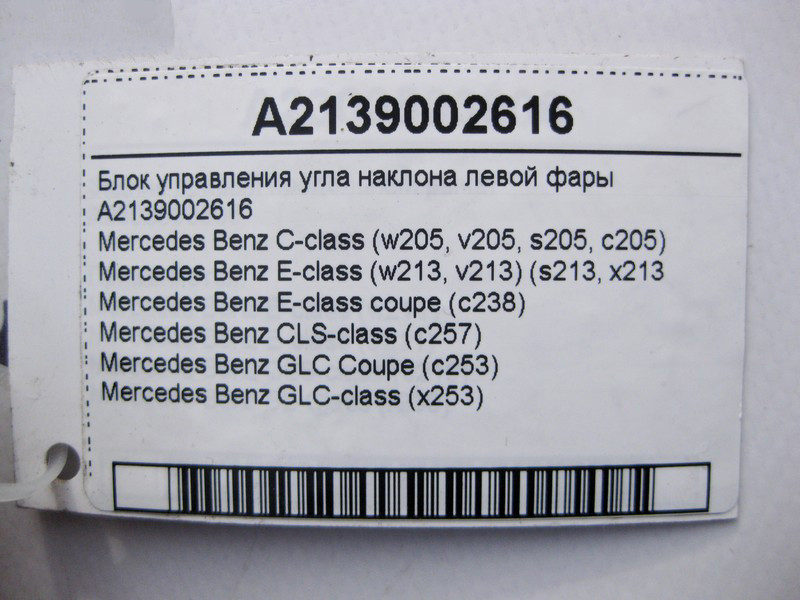 A2139002616
Блок управления угла наклона левой фары
A2139002616
Mercedes Benz C-class (w205, v205, s205, c205)
Mercedes Benz E-class (w213, v213) (s213, x213
Mercedes Benz E-class coupe (c238)
Mercedes Benz CLS-class (c257)
Mercedes Benz GLC Coupe (c253)
Mercedes Benz GLC-class (x253)